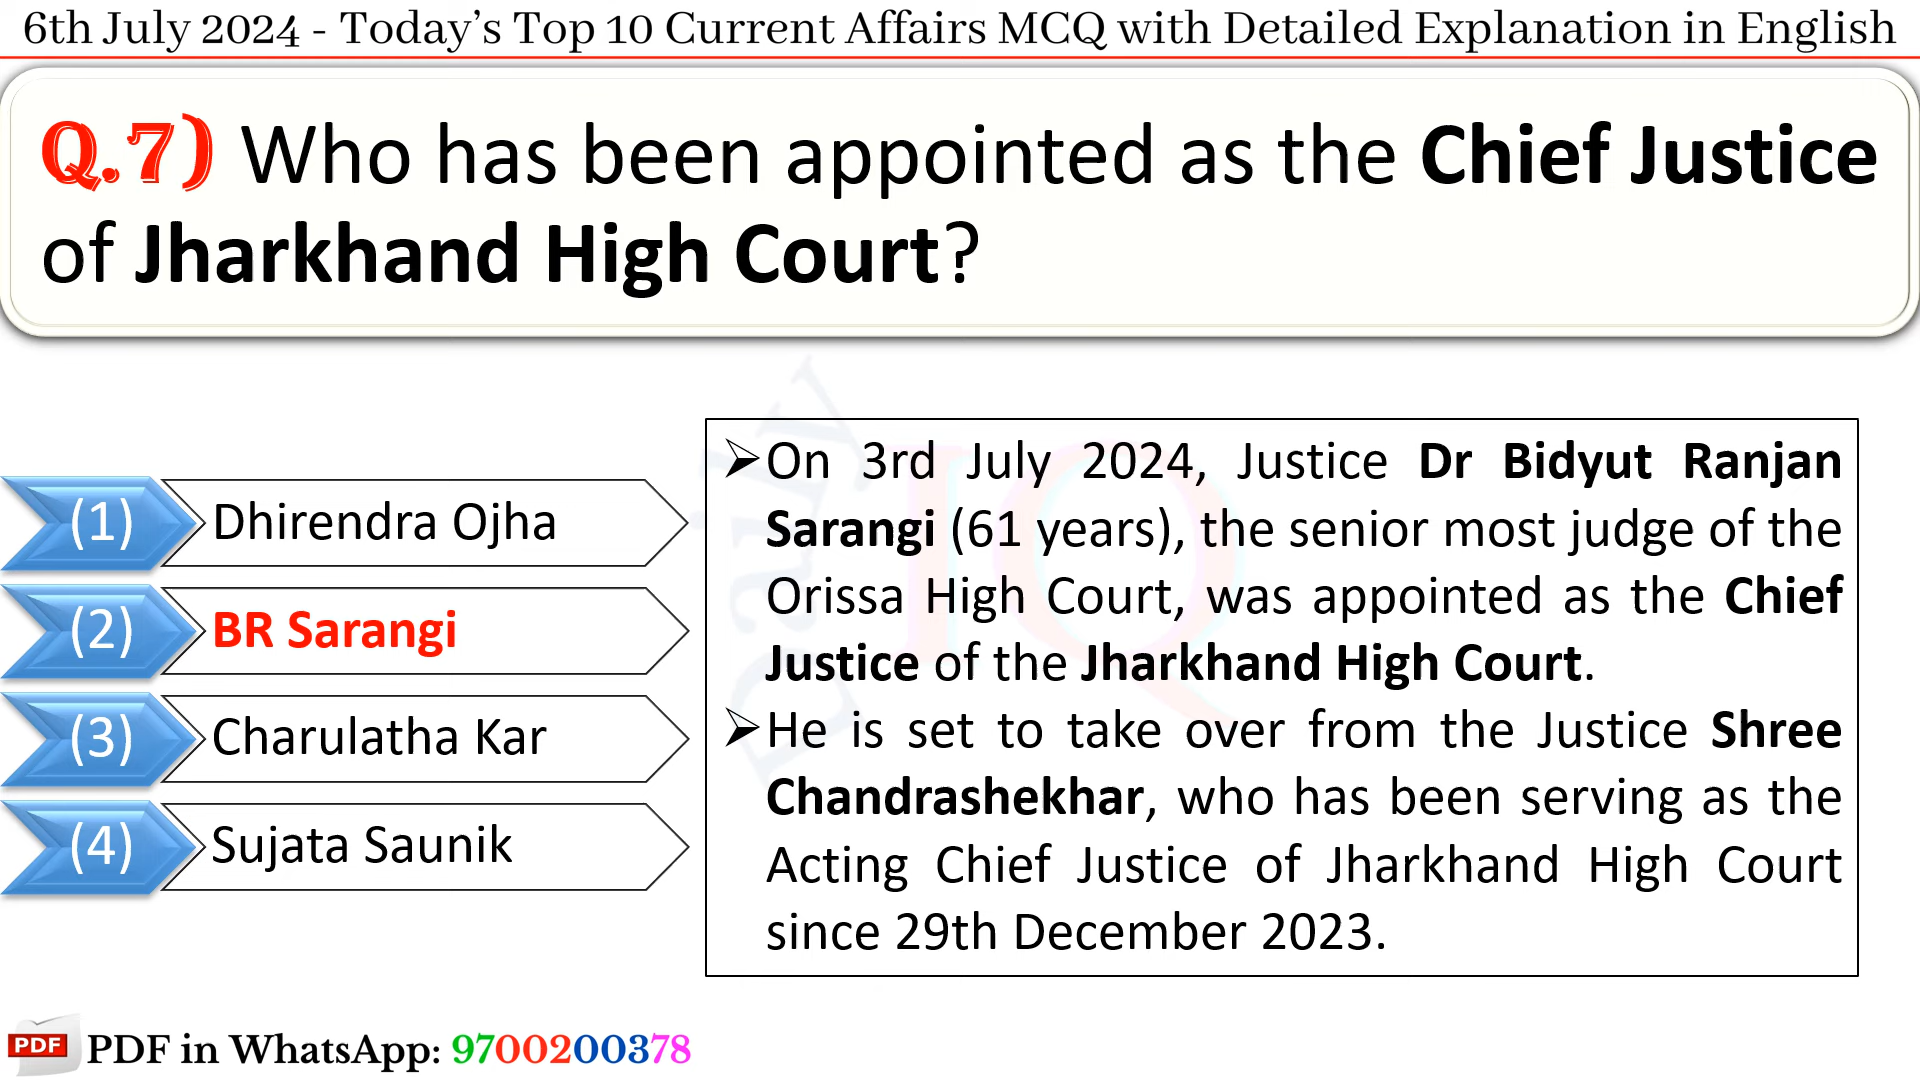 6th July 2024 - Today's Top 10 Current Affairs MCQ with Detailed Explanation in English
Q.7) Who has been appointed as the Chief Justice
of Jharkhand High Court?
(1) Dhirendra Ojha
(2) BR Sarangi
(3) Charulatha Kar
(4) Sujata Saunik
➢On 3rd July 2024, Justice Dr Bidyut Ranjan
Sarangi (61 years), the senior most judge of the
Orissa High Court, was appointed as the Chief
Justice of the Jharkhand High Court.
➢He is set to take over from the Justice Shree
Chandrashekhar, who has been serving as the
Acting Chief Justice of Jharkhand High Court
since 29th December 2023.
Daily
IQ
PDF PDF in WhatsApp: 9700200378